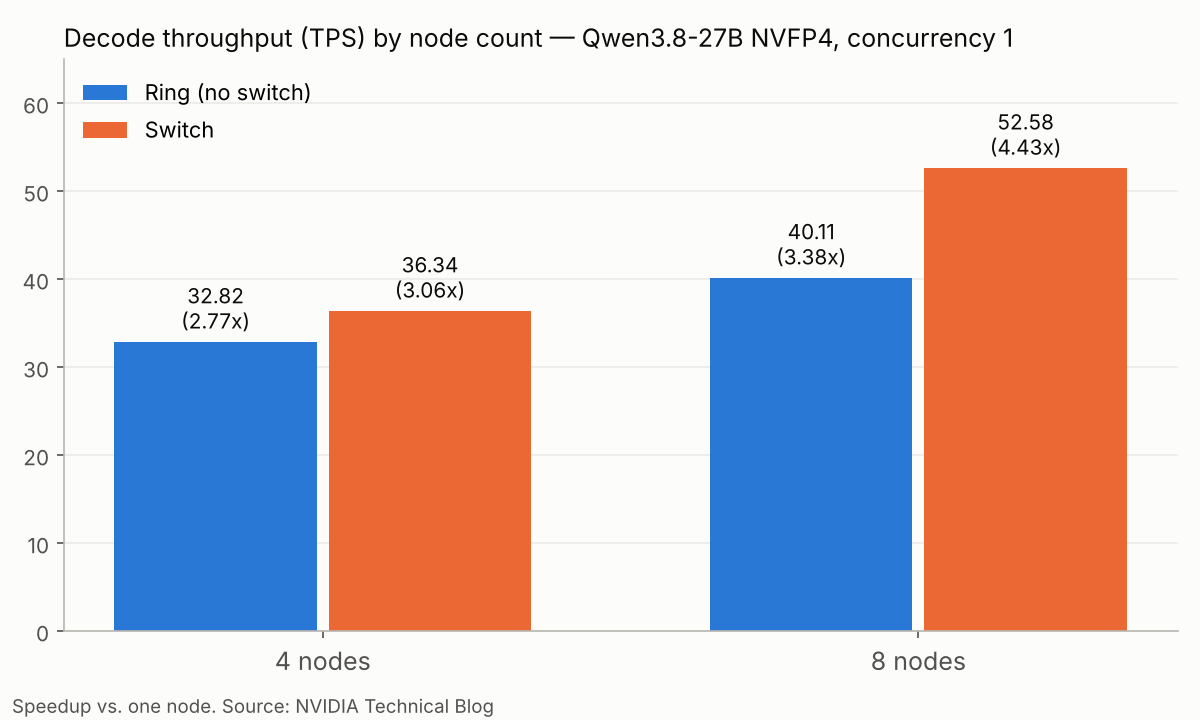 Decode throughput (TPS) by node count — Qwen3.8-27B NVFP4, concurrency 1
Ring (no switch)
Switch
60
50
40
30
20
10
0
32.82
(2.77x)
36.34
(3.06x)
40.11
(3.38x)
52.58
(4.43x)
4 nodes
8 nodes
Speedup vs. one node. Source: NVIDIA Technical Blog